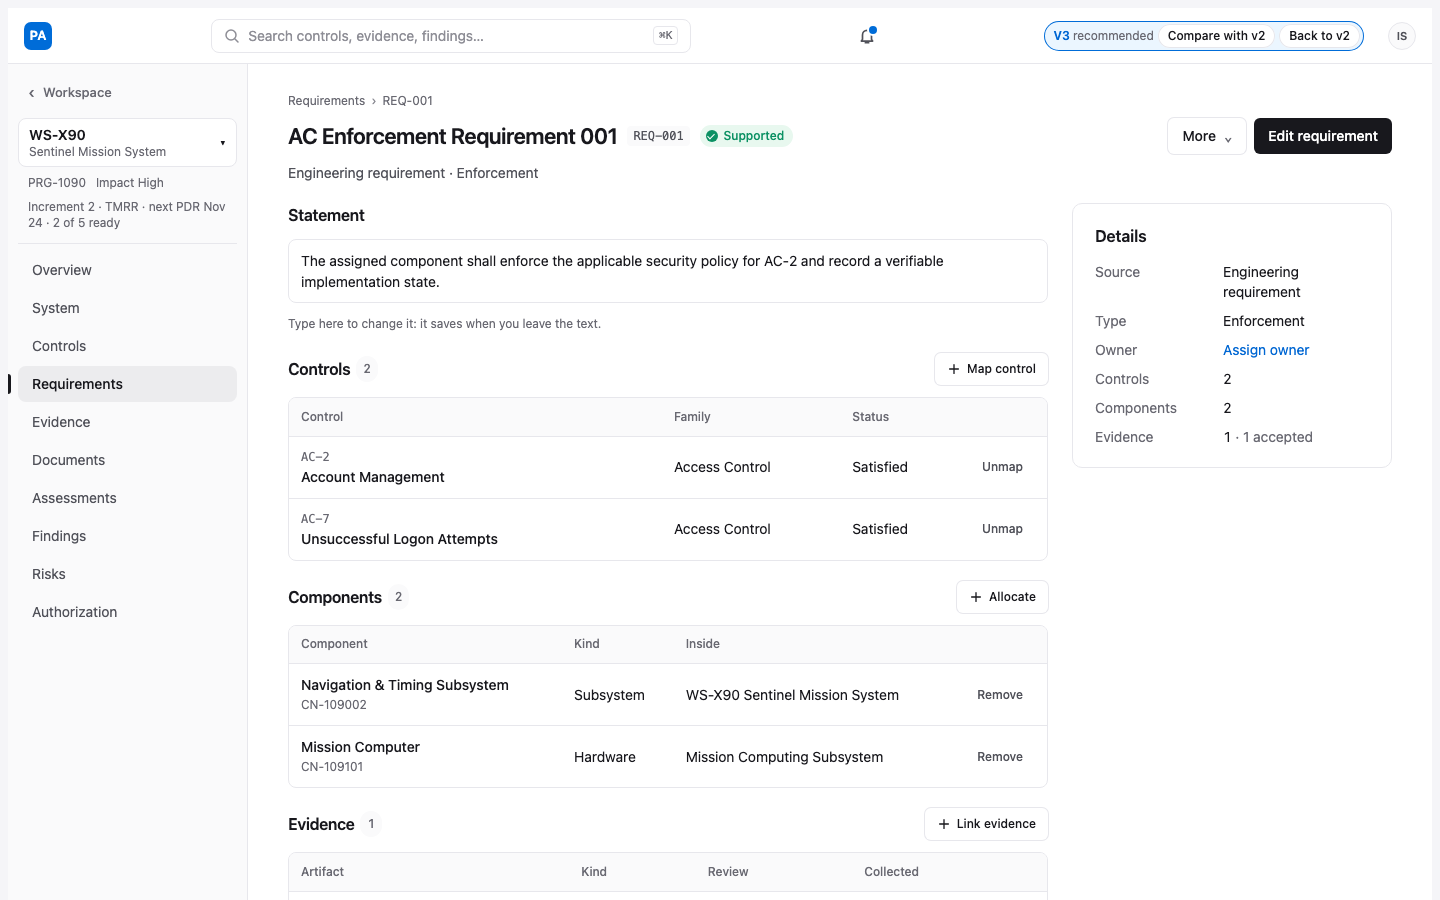 PA
Search controls, evidence, findings...
⌘K
V3 recommended
Compare with v2
Back to v2
IS
‹ Workspace
WS-X90
Sentinel Mission System
PRG-1090 Impact High
Increment 2 · TMRR · next PDR Nov
24 · 2 of 5 ready
Overview
System
Controls
Requirements
Evidence
Documents
Assessments
Findings
Risks
Authorization
Requirements › REQ-001
AC Enforcement Requirement 001 REQ-001 Supported
More
Edit requirement
Engineering requirement · Enforcement
Statement
The assigned component shall enforce the applicable security policy for AC-2 and record a verifiable
implementation state.
Type here to change it: it saves when you leave the text.
Controls 2
+ Map control
Control Family Status
AC-2
Account Management Access Control Satisfied Unmap
AC-7
Unsuccessful Logon Attempts Access Control Satisfied Unmap
Components 2
+ Allocate
Component Kind Inside
Navigation & Timing Subsystem Subsystem WS-X90 Sentinel Mission System Remove
CN-109002
Mission Computer Hardware Mission Computing Subsystem Remove
CN-109101
Evidence 1
+ Link evidence
Artifact Kind Review Collected
Details
Source Engineering
requirement
Type Enforcement
Owner Assign owner
Controls 2
Components 2
Evidence 1 · 1 accepted